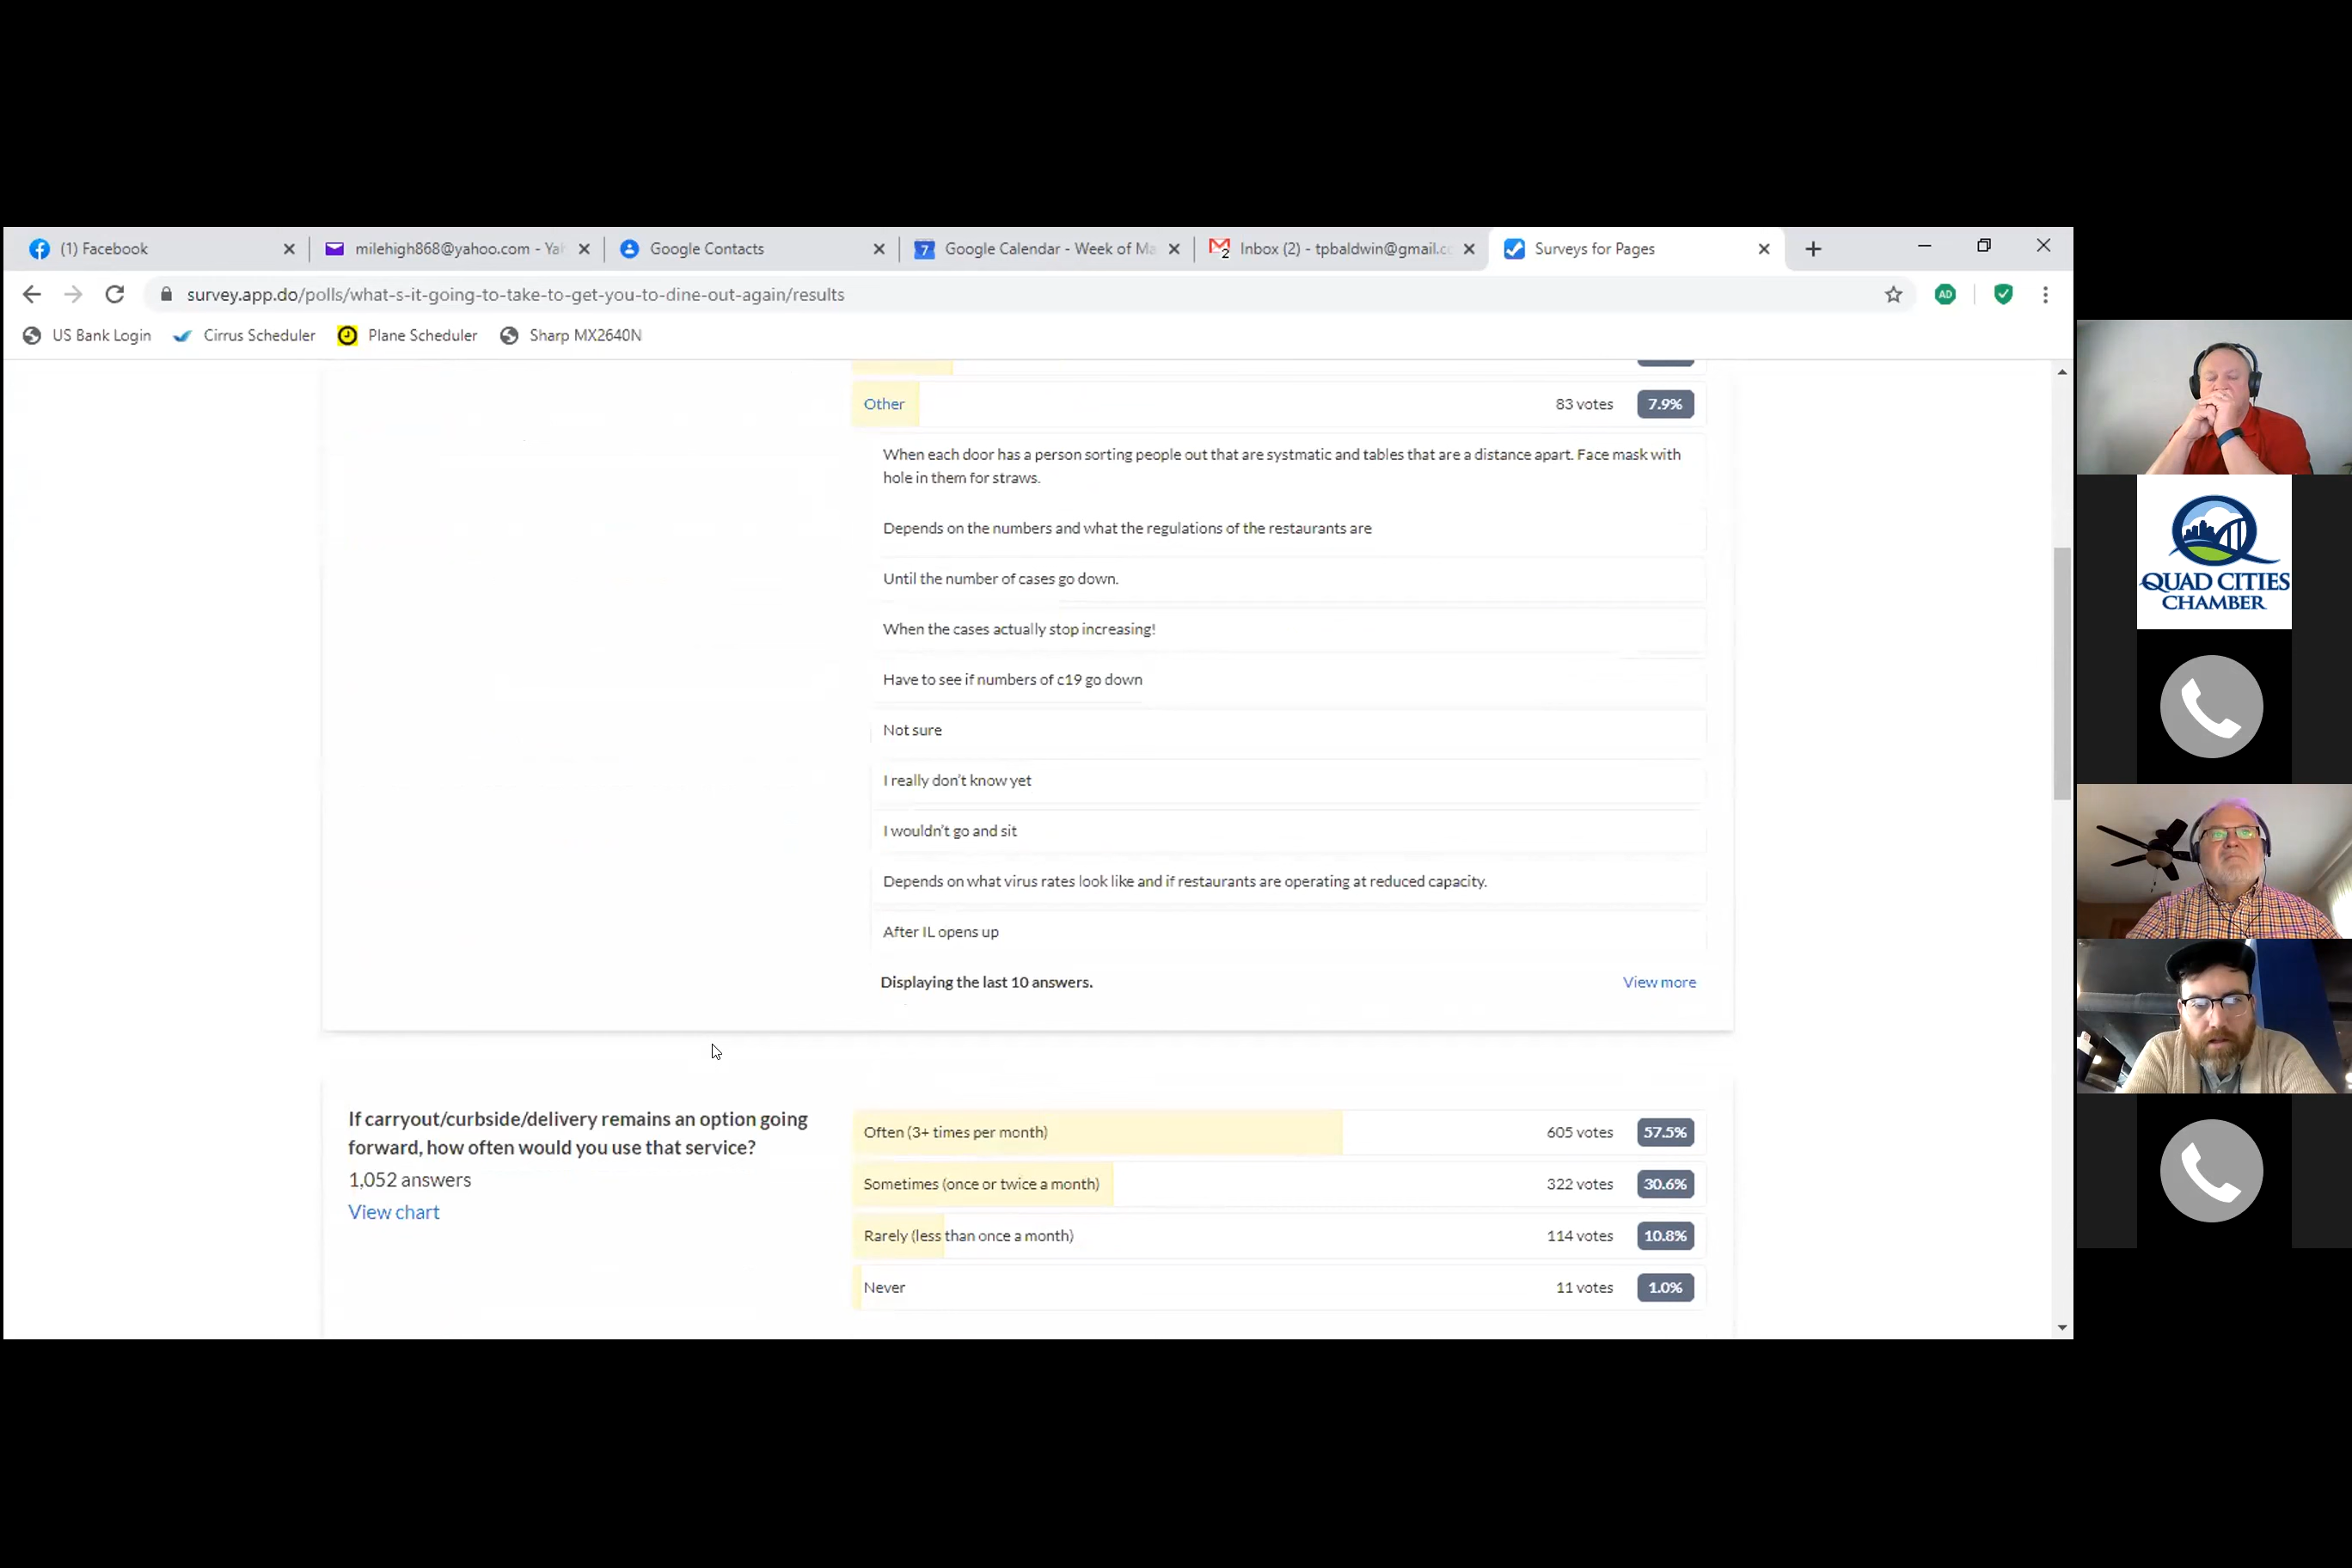 (1) Facebook
milehigh868@yahoo.com - Yah
Google Contacts
7
Google Calendar - Week of Ma
2
Inbox (2) - tpbaldwin@gmail.co
Surveys for Pages
survey.app.do/polls/what-s-it-going-to-take-to-get-you-to-dine-out-again/results
AD
US Bank Login
Cirrus Scheduler
Plane Scheduler
Sharp MX2640N
Other 83 votes 7.9%
When each door has a person sorting people out that are systmatic and tables that are a distance apart. Face mask with
hole in them for straws.
Depends on the numbers and what the regulations of the restaurants are
Until the number of cases go down.
When the cases actually stop increasing!
Have to see if numbers of c19 go down
Not sure
I really don't know yet
I wouldn't go and sit
Depends on what virus rates look like and if restaurants are operating at reduced capacity.
After IL opens up
Displaying the last 10 answers. View more
If carryout/curbside/delivery remains an option going
forward, how often would you use that service?
1,052 answers
View chart
Often (3+ times per month) 605 votes 57.5%
Sometimes (once or twice a month) 322 votes 30.6%
Rarely (less than once a month) 114 votes 10.8%
Never 11 votes 1.0%
QUAD CITIES
CHAMBER